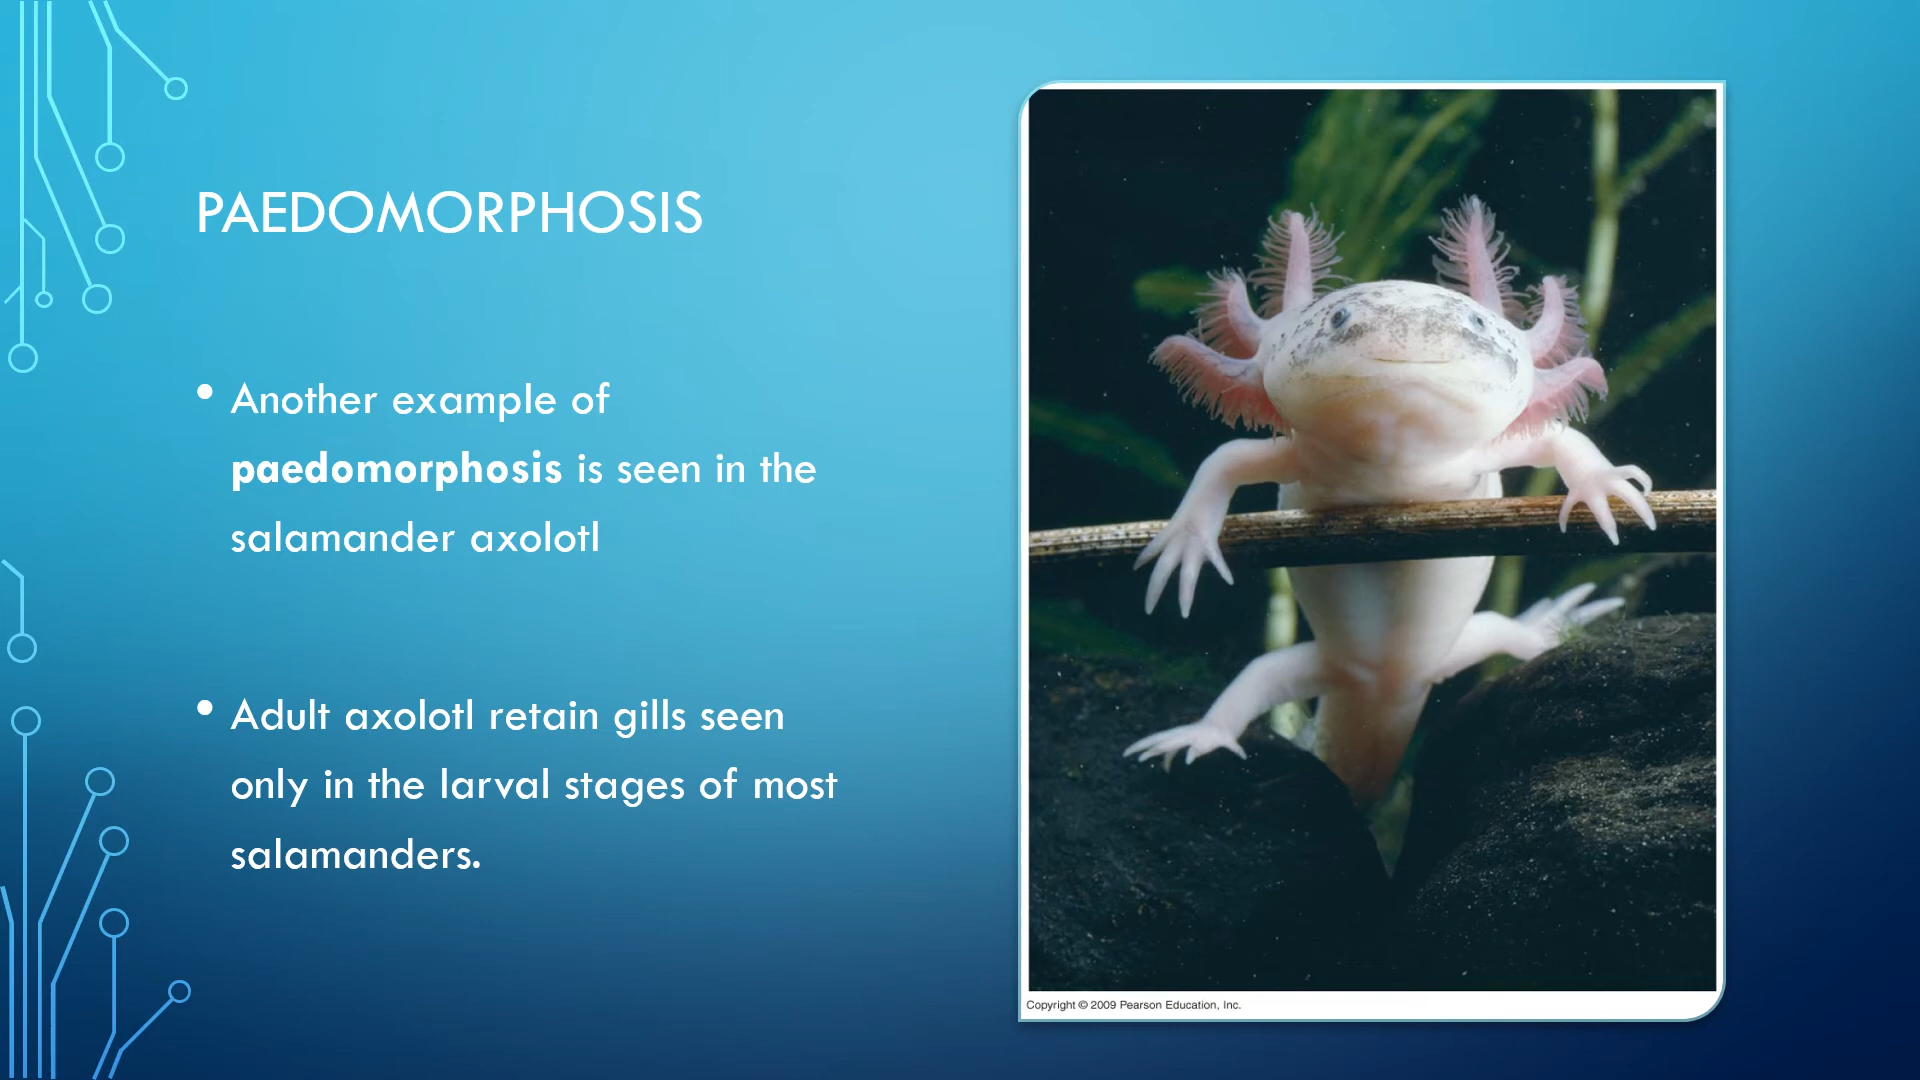 PAEDOMORPHOSIS
• Another example of
paedomorphosis is seen in the
salamander axolotl
• Adult axolotl retain gills seen
only in the larval stages of most
salamanders.
Copyright © 2009 Pearson Education, Inc.